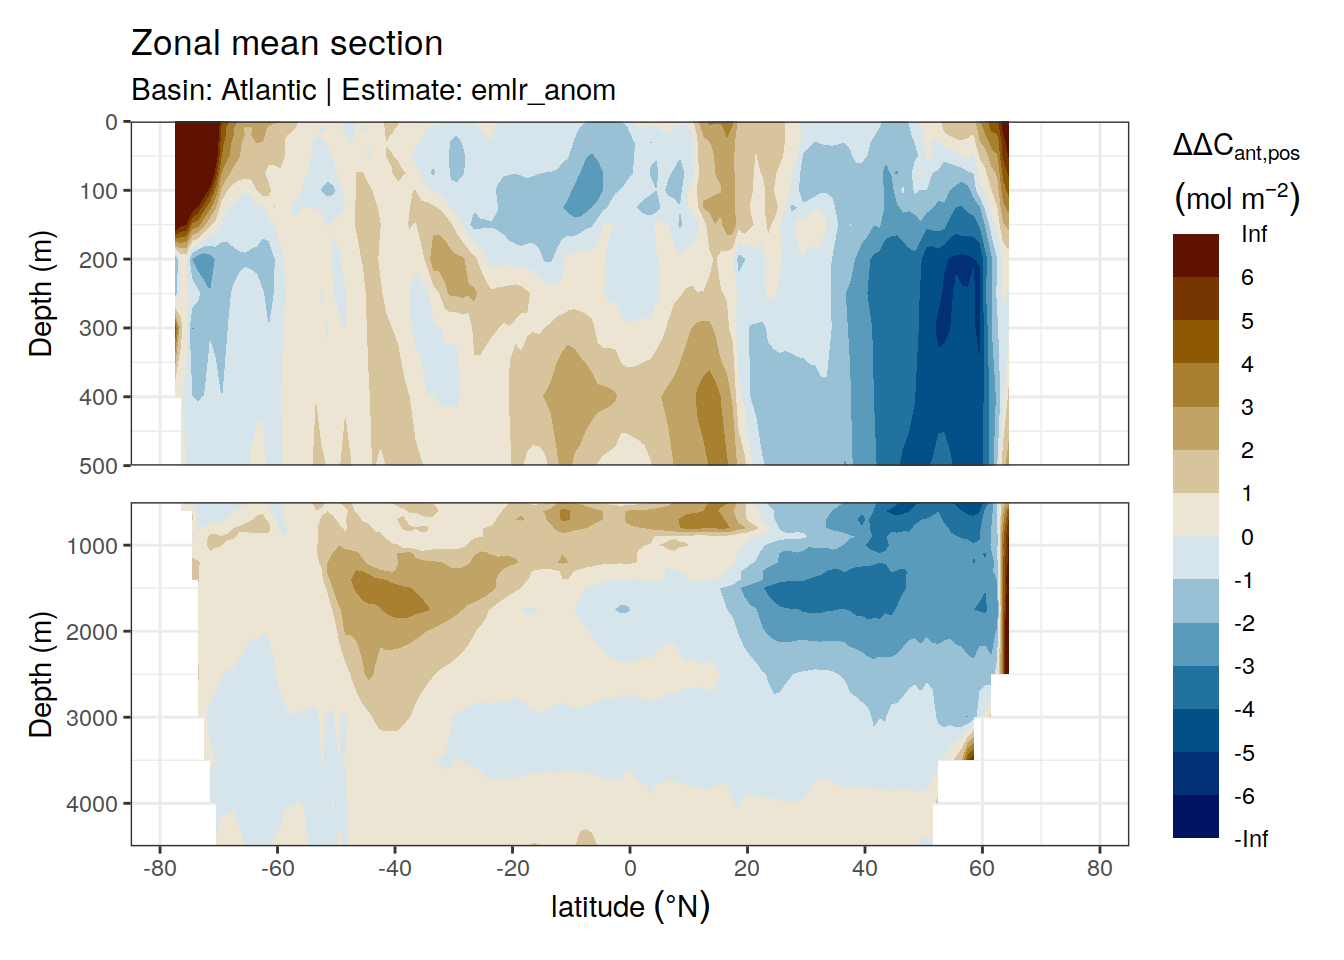 Zonal mean section
Basin: Atlantic | Estimate: emlr_anom
0
100
200
300
400
500
Depth (m)
1000
2000
3000
4000
Depth (m)
-80 -60 -40 -20 0 20 40 60 80
latitude (°N)
ΔΔC_ant,pos
(mol m⁻²)
Inf
6
5
4
3
2
1
0
-1
-2
-3
-4
-5
-6
-Inf